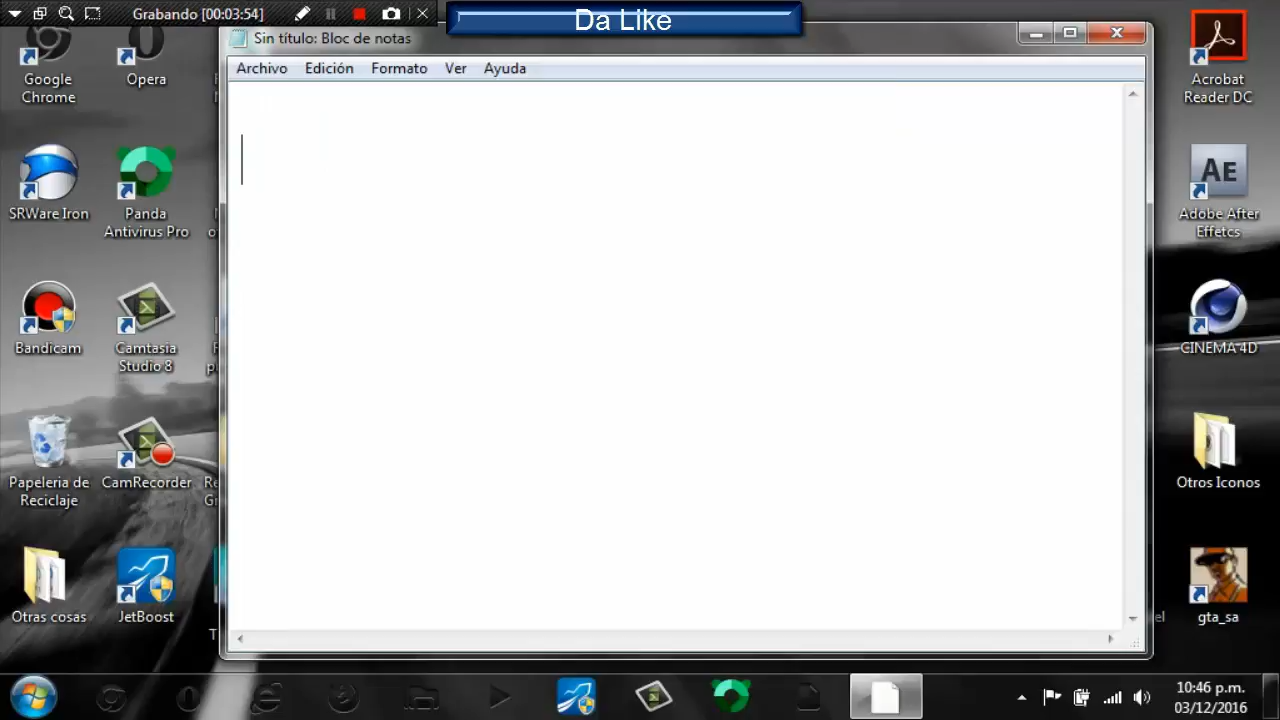 Grabando [00:03:54]
Da Like
Sin título: Bloc de notas
Archivo Edición Formato Ver Ayuda
Google
Chrome
Opera
Acrobat
Reader DC
SRWare Iron
Panda
Antivirus Pro
AE
Adobe After
Effetcs
Bandicam
Camtasia
Studio 8
CINEMA 4D
Papeleria de
Reciclaje
CamRecorder
Otros Iconos
Otras cosas
JetBoost
gta_sa
10:46 p.m.
03/12/2016